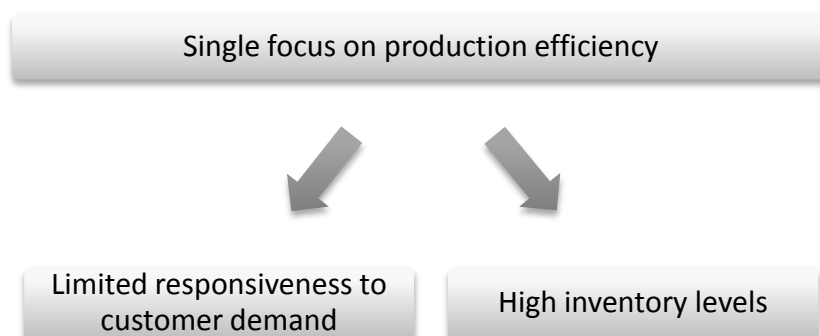 Single focus on production efficiency
Limited responsiveness to
customer demand
High inventory levels